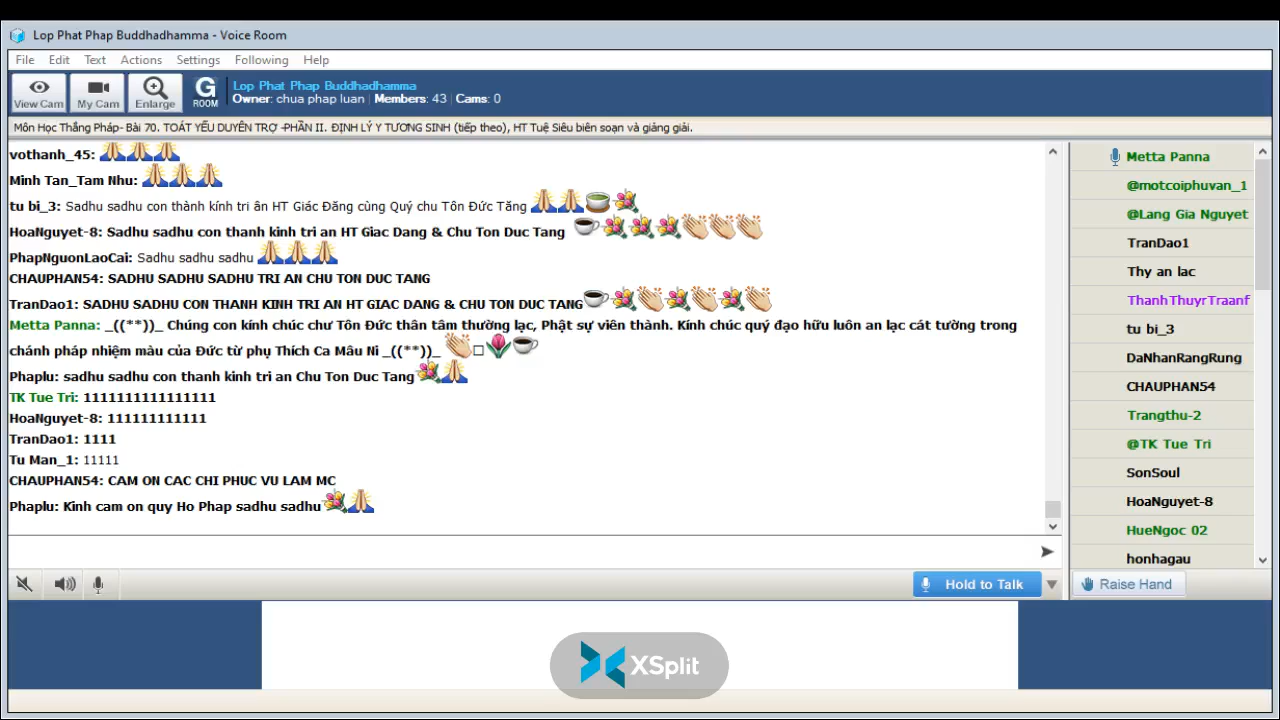 Lop Phat Phap Buddhadhamma - Voice Room
File Edit Text Actions Settings Following Help
View Cam My Cam Enlarge G ROOM
Lop Phat Phap Buddhadhamma
Owner: chua phap luan | Members: 43 | Cams: 0
Môn Học Thắng Pháp- Bài 70. TOÁT YẾU DUYÊN TRỢ -PHẦN II. ĐỊNH LÝ Y TƯƠNG SINH (tiếp theo), HT Tuệ Siêu biên soạn và giảng giải.
vothanh_45:
Minh Tan_Tam Nhu:
tu bi_3: Sadhu sadhu con thành kính tri ân HT Giác Đăng cùng Quý chu Tôn Đức Tăng
HoaNguyet-8: Sadhu sadhu con thanh kinh tri an HT Giac Dang & Chu Ton Duc Tang
PhapNguonLaoCai: Sadhu sadhu sadhu
CHAUPHAN54: SADHU SADHU SADHU TRI AN CHU TON DUC TANG
TranDao1: SADHU SADHU CON THANH KINH TRI AN HT GIAC DANG & CHU TON DUC TANG
Metta Panna: _((**))_ Chúng con kính chúc chư Tôn Đức thân tâm thường lạc, Phật sự viên thành. Kính chúc quý đạo hữu luôn an lạc cát tường trong
chánh pháp nhiệm màu của Đức từ phụ Thích Ca Mâu Ni _((**))_
Phaplu: sadhu sadhu con thanh kinh tri an Chu Ton Duc Tang
TK Tue Tri: 1111111111111111
HoaNguyet-8: 111111111111
TranDao1: 1111
Tu Man_1: 11111
CHAUPHAN54: CAM ON CAC CHI PHUC VU LAM MC
Phaplu: Kinh cam on quy Ho Phap sadhu sadhu
Metta Panna
@motcoiphuvan_1
@Lang Gia Nguyet
TranDao1
Thy an lac
ThanhThuyrTraanf
tu bi_3
DaNhanRangRung
CHAUPHAN54
Trangthu-2
@TK Tue Tri
SonSoul
HoaNguyet-8
HueNgoc 02
honhagau
Hold to Talk
Raise Hand
XSplit